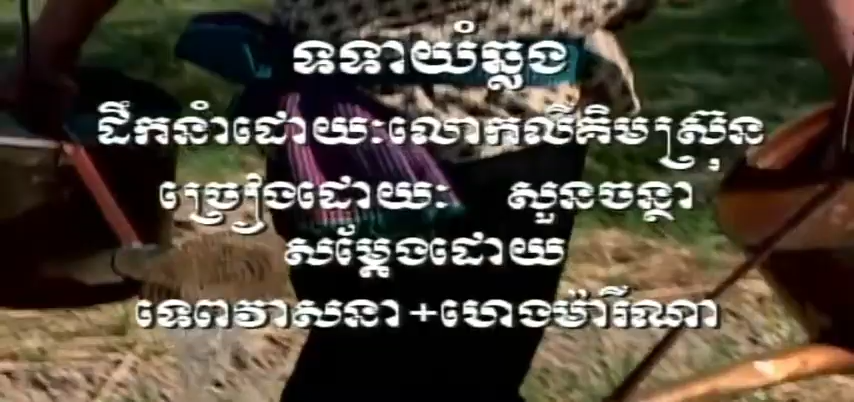 ទទាយំឆ្លង
ដឹកនាំដោយៈលោកលីគិមស្រ៊ុន
ច្រៀងដោយៈ សួនចន្ថា
សម្តែងដោយ
ទេពវាសនា+ហេងម៉ារីណា